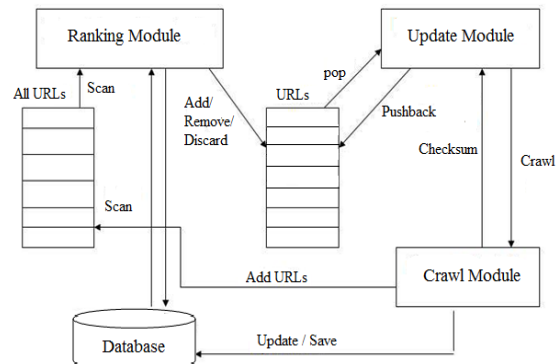 Ranking Module
Update Module
All URLs
Scan
Add/
Remove/
Discard
URLs
pop
Pushback
Checksum
Crawl
Scan
Add URLs
Crawl Module
Database
Update / Save